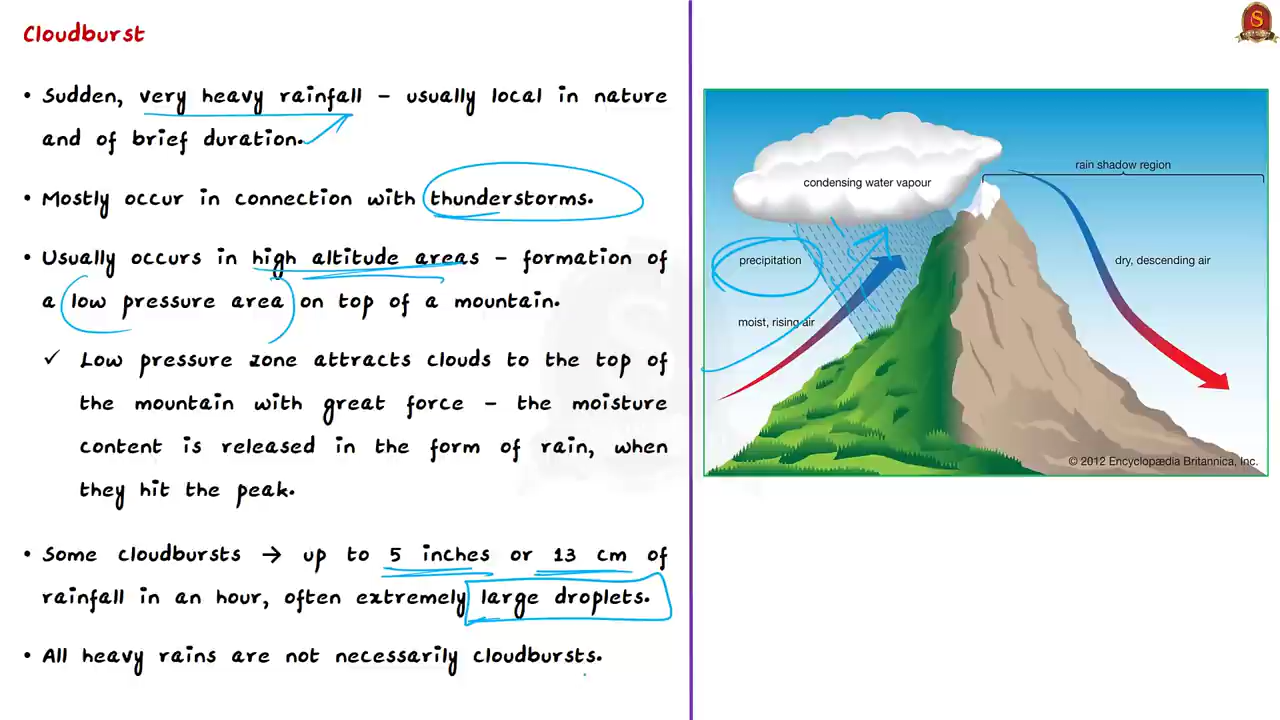 Cloudburst
• Sudden, very heavy rainfall – usually local in nature
and of brief duration.
• Mostly occur in connection with thunderstorms.
• Usually occurs in high altitude areas – formation of
a low pressure area on top of a mountain.
✓ Low pressure zone attracts clouds to the top of
the mountain with great force – the moisture
content is released in the form of rain, when
they hit the peak.
• Some cloudbursts → up to 5 inches or 13 cm of
rainfall in an hour, often extremely large droplets.
• All heavy rains are not necessarily cloudbursts.
S
rain shadow region
condensing water vapour
precipitation
dry, descending air
moist, rising air
© 2012 Encyclopædia Britannica, Inc.